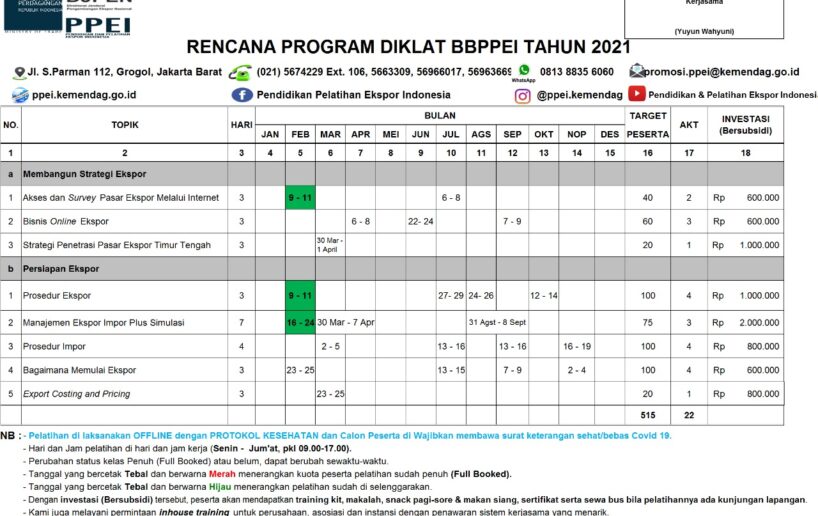 PERDAGANGAN
REPUBLIK INDONESIA
MINISTRY OF TRADE
Direktorat Jenderal
Pengembangan Ekspor Nasional
PPEI
PENDIDIKAN DAN PELATIHAN
EKSPOR INDONESIA
Kerjasama
(Yuyun Wahyuni)
RENCANA PROGRAM DIKLAT BBPPEI TAHUN 2021
Jl. S.Parman 112, Grogol, Jakarta Barat (021) 5674229 Ext. 106, 5663309, 56966017, 56963669 WhatsApp 0813 8835 6060 promosi.ppei@kemendag.go.id
ppei.kemendag.go.id Pendidikan Pelatihan Ekspor Indonesia @ppei.kemendag Pendidikan & Pelatihan Ekspor Indonesia
NO. TOPIK HARI BULAN TARGET PESERTA AKT INVESTASI (Bersubsidi)
JAN FEB MAR APR MEI JUN JUL AGS SEP OKT NOP DES
1 2 3 4 5 6 7 8 9 10 11 12 13 14 15 16 17 18
a Membangun Strategi Ekspor
1 Akses dan Survey Pasar Ekspor Melalui Internet 3 9 - 11 6 - 8 40 2 Rp 600.000
2 Bisnis Online Ekspor 3 6 - 8 22- 24 7 - 9 60 3 Rp 600.000
3 Strategi Penetrasi Pasar Ekspor Timur Tengah 3 30 Mar - 1 April 20 1 Rp 1.000.000
b Persiapan Ekspor
1 Prosedur Ekspor 3 9 - 11 27- 29 24- 26 12 - 14 100 4 Rp 1.000.000
2 Manajemen Ekspor Impor Plus Simulasi 7 16 - 24 30 Mar - 7 Apr 31 Agst - 8 Sept 75 3 Rp 2.000.000
3 Prosedur Impor 4 2 - 5 13 - 16 13 - 16 16 - 19 100 4 Rp 800.000
4 Bagaimana Memulai Ekspor 3 23 - 25 13 - 15 7 - 9 2 - 4 100 4 Rp 600.000
5 Export Costing and Pricing 3 23 - 25 20 1 Rp 800.000
515 22
NB : - Pelatihan di laksanakan OFFLINE dengan PROTOKOL KESEHATAN dan Calon Peserta di Wajibkan membawa surat keterangan sehat/bebas Covid 19.
- Hari dan Jam pelatihan di hari dan jam kerja (Senin - Jum'at, pkl 09.00-17.00).
- Perubahan status kelas Penuh (Full Booked) atau belum, dapat berubah sewaktu-waktu.
- Tanggal yang bercetak Tebal dan berwarna Merah menerangkan kuota peserta pelatihan sudah penuh (Full Booked).
- Tanggal yang bercetak Tebal dan berwarna Hijau menerangkan pelatihan sudah di selenggarakan.
- Dengan investasi (Bersubsidi) tersebut, peserta akan mendapatkan training kit, makalah, snack pagi-sore & makan siang, sertifikat serta sewa bus bila pelatihannya ada kunjungan lapangan.
- Kami juga melayani permintaan inhouse training untuk perusahaan, asosiasi dan instansi dengan penawaran sistem kerjasama yang menarik.